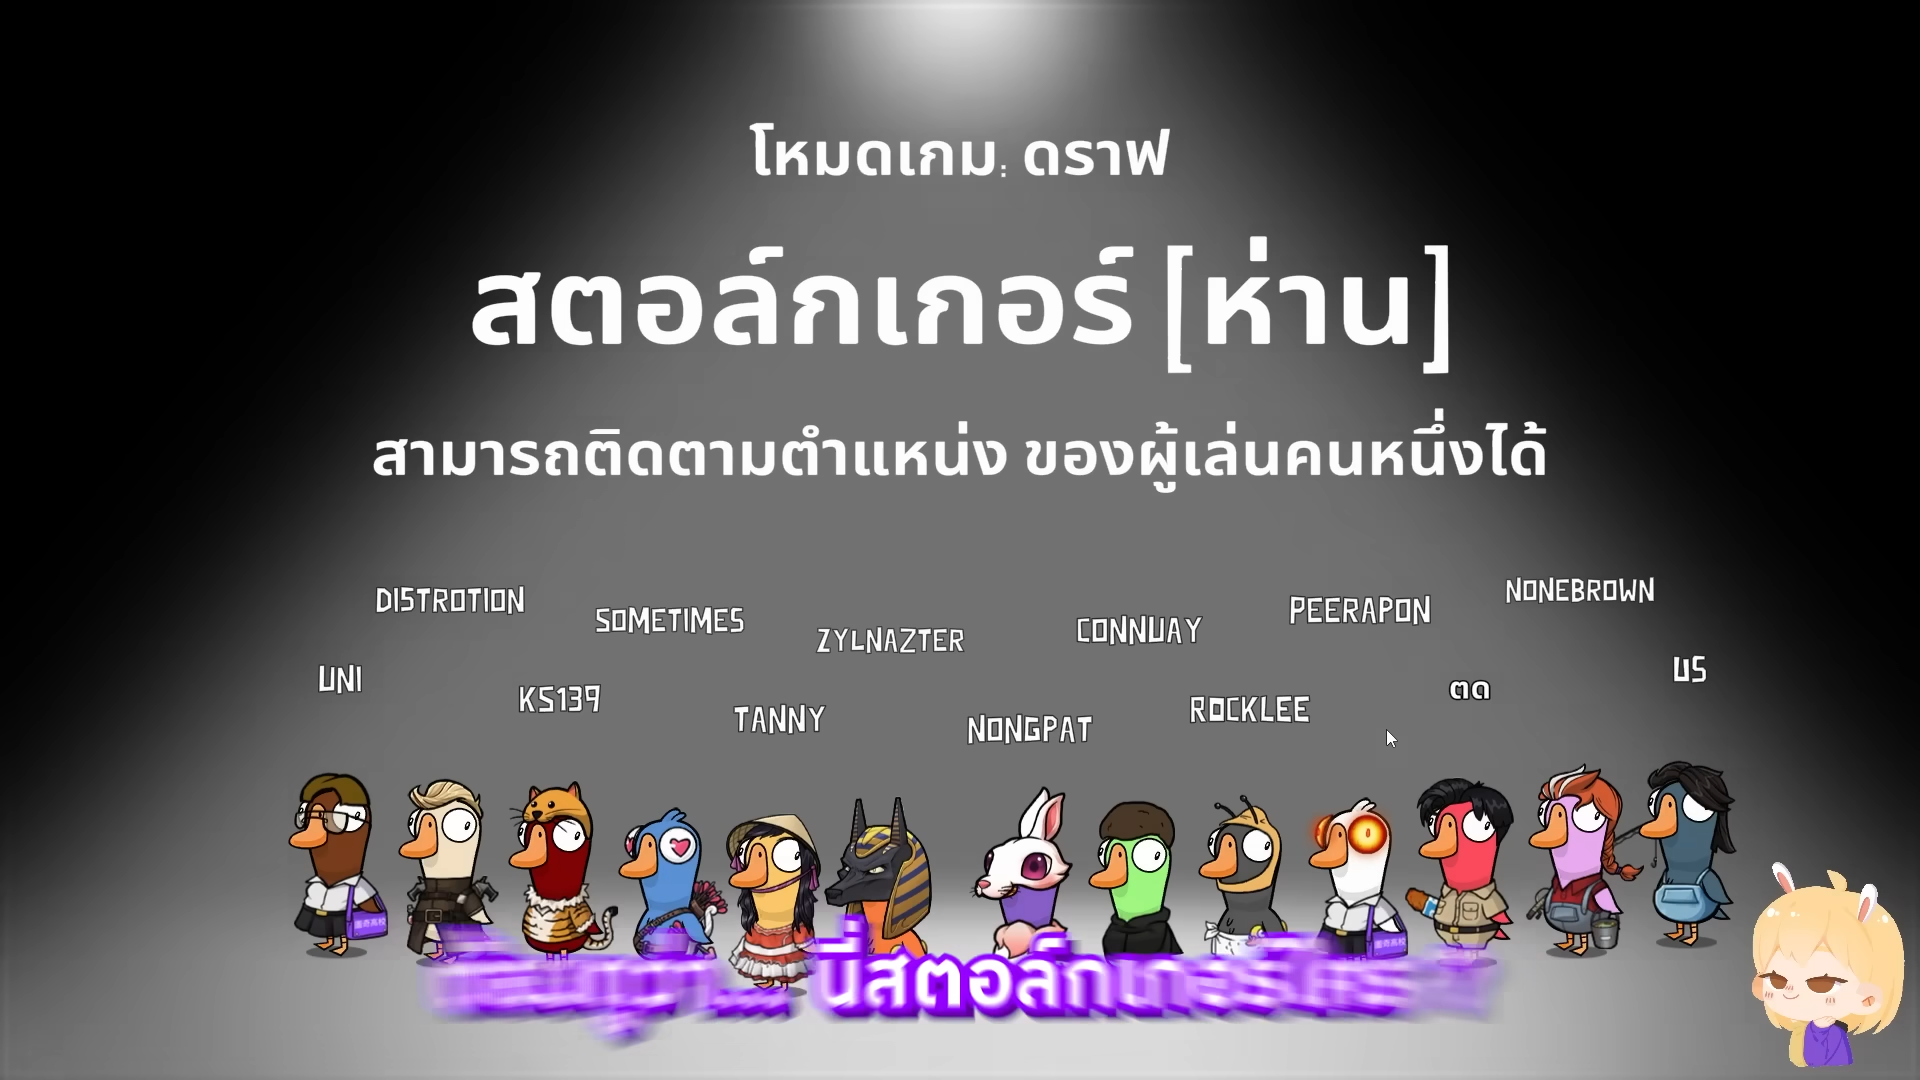 โหมดเกม: ดราฟ
สตอล์กเกอร์ [ห่าน]
สามารถติดตามตำแหน่ง ของผู้เล่นคนหนึ่งได้
DISTROTION
SOMETIMES
ZYLNAZTER
CONNUAY
PEERAPON
NONEBROWN
UNI
KS139
TANNY
NONGPAT
ROCKLEE
ตด
US
นี่สตอล์กเกอร์